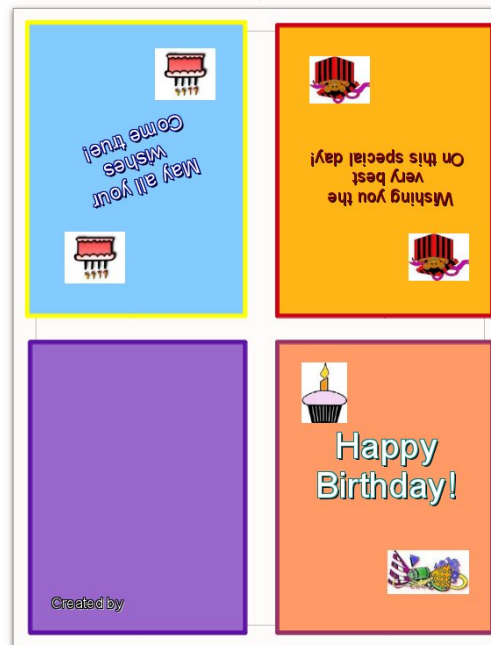 May all your
wishes
Come true!
Wishing you the
very best
On this special day!
Created by
Happy
Birthday!